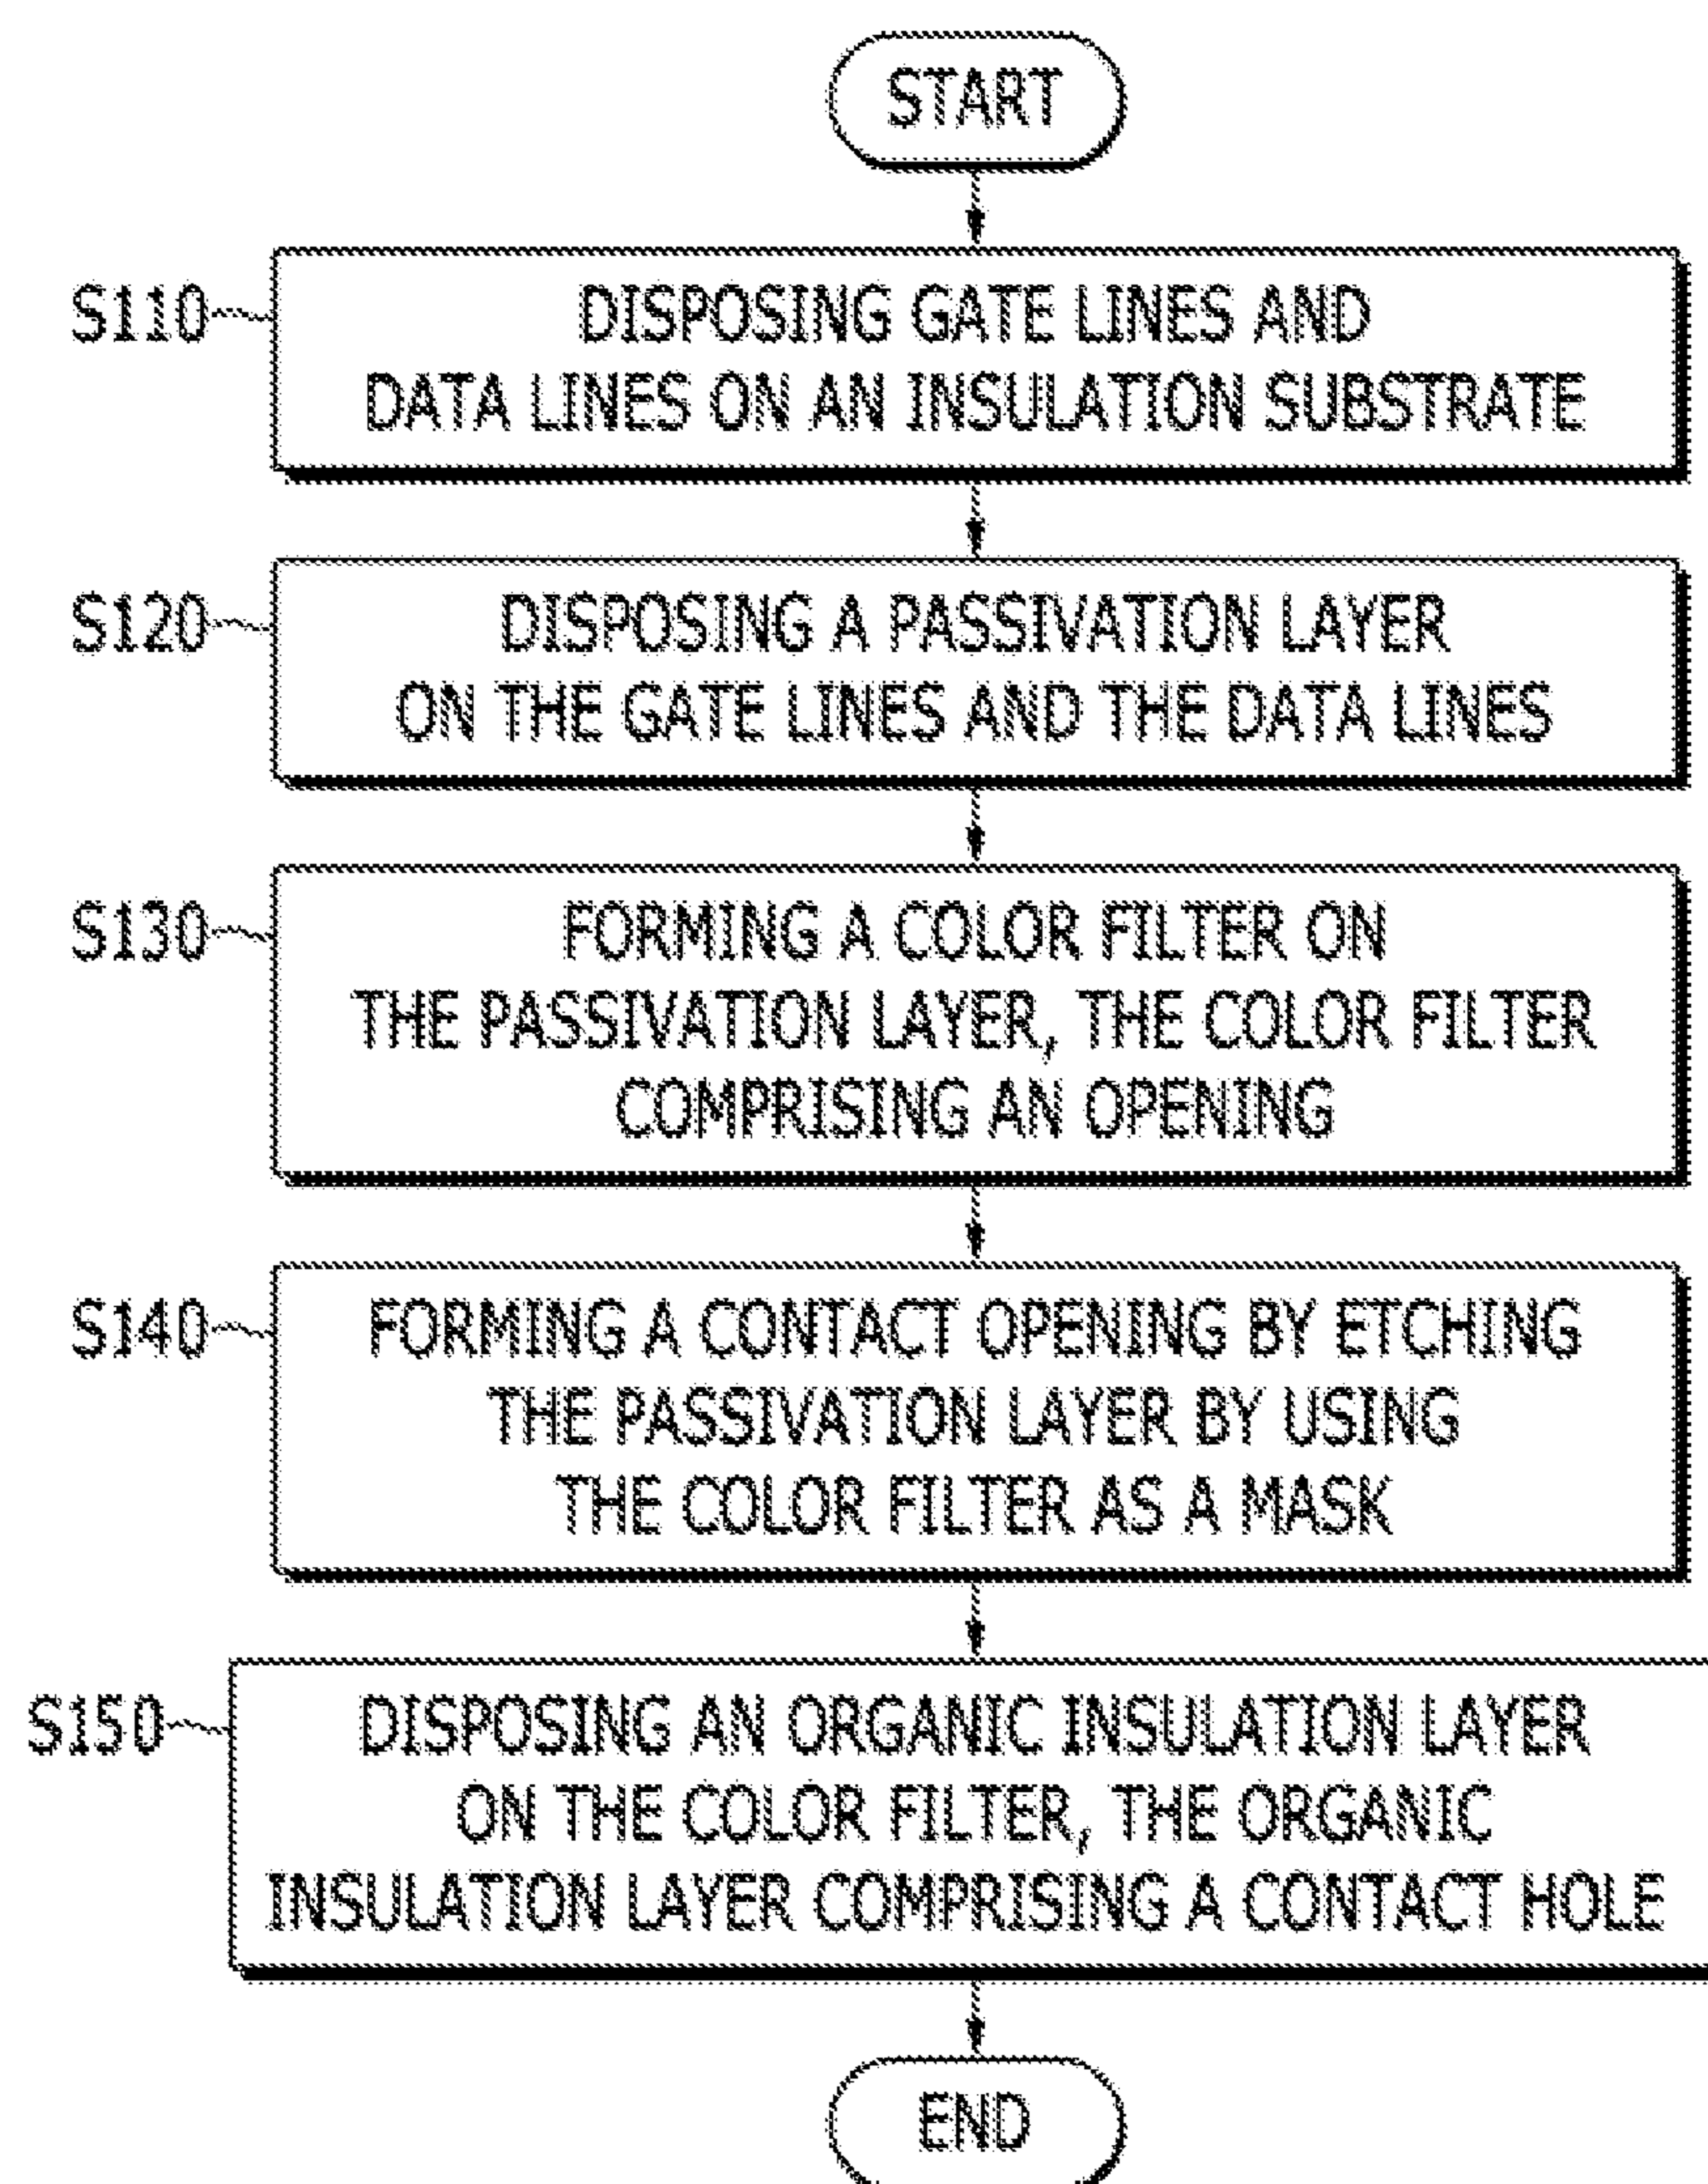 START
S110
DISPOSING GATE LINES AND
DATA LINES ON AN INSULATION SUBSTRATE
S120
DISPOSING A PASSIVATION LAYER
ON THE GATE LINES AND THE DATA LINES
S130
FORMING A COLOR FILTER ON
THE PASSIVATION LAYER, THE COLOR FILTER
COMPRISING AN OPENING
S140
FORMING A CONTACT OPENING BY ETCHING
THE PASSIVATION LAYER BY USING
THE COLOR FILTER AS A MASK
S150
DISPOSING AN ORGANIC INSULATION LAYER
ON THE COLOR FILTER, THE ORGANIC
INSULATION LAYER COMPRISING A CONTACT HOLE
END